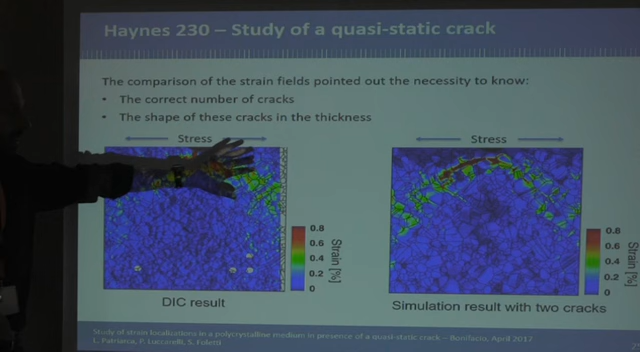 Haynes 230 – Study of a quasi-static crack
The comparison of the strain fields pointed out the necessity to know:
• The correct number of cracks
• The shape of these cracks in the thickness
Stress
Stress
0.8
0.6
0.4
0.2
0
Strain [%]
0.8
0.6
0.4
0.2
0
Strain [%]
DIC result
Simulation result with two cracks
Study of strain localizations in a polycrystalline medium in presence of a quasi-static crack – Bonifacio, April 2017
L. Patriarca, P. Luccarelli, S. Foletti